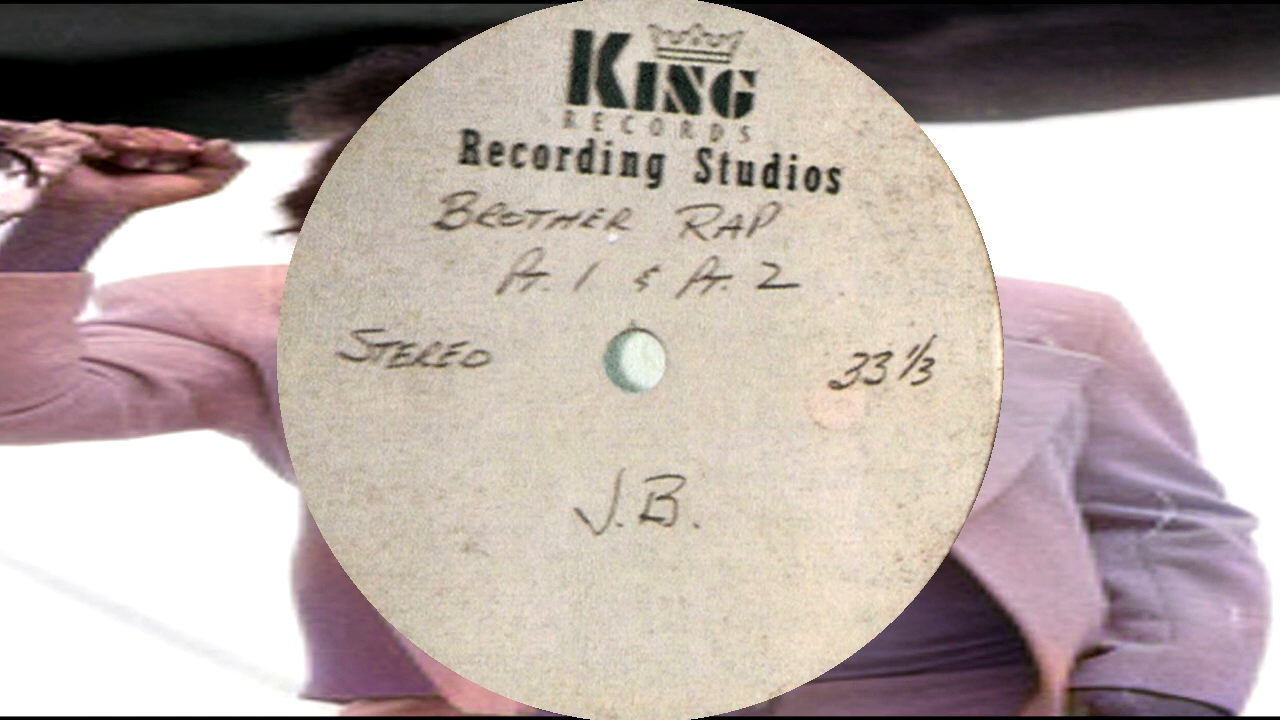 KING
RECORDS
Recording Studios
BROTHER RAP
A. 1 & A. 2
STEREO
33 1/3
J.B.